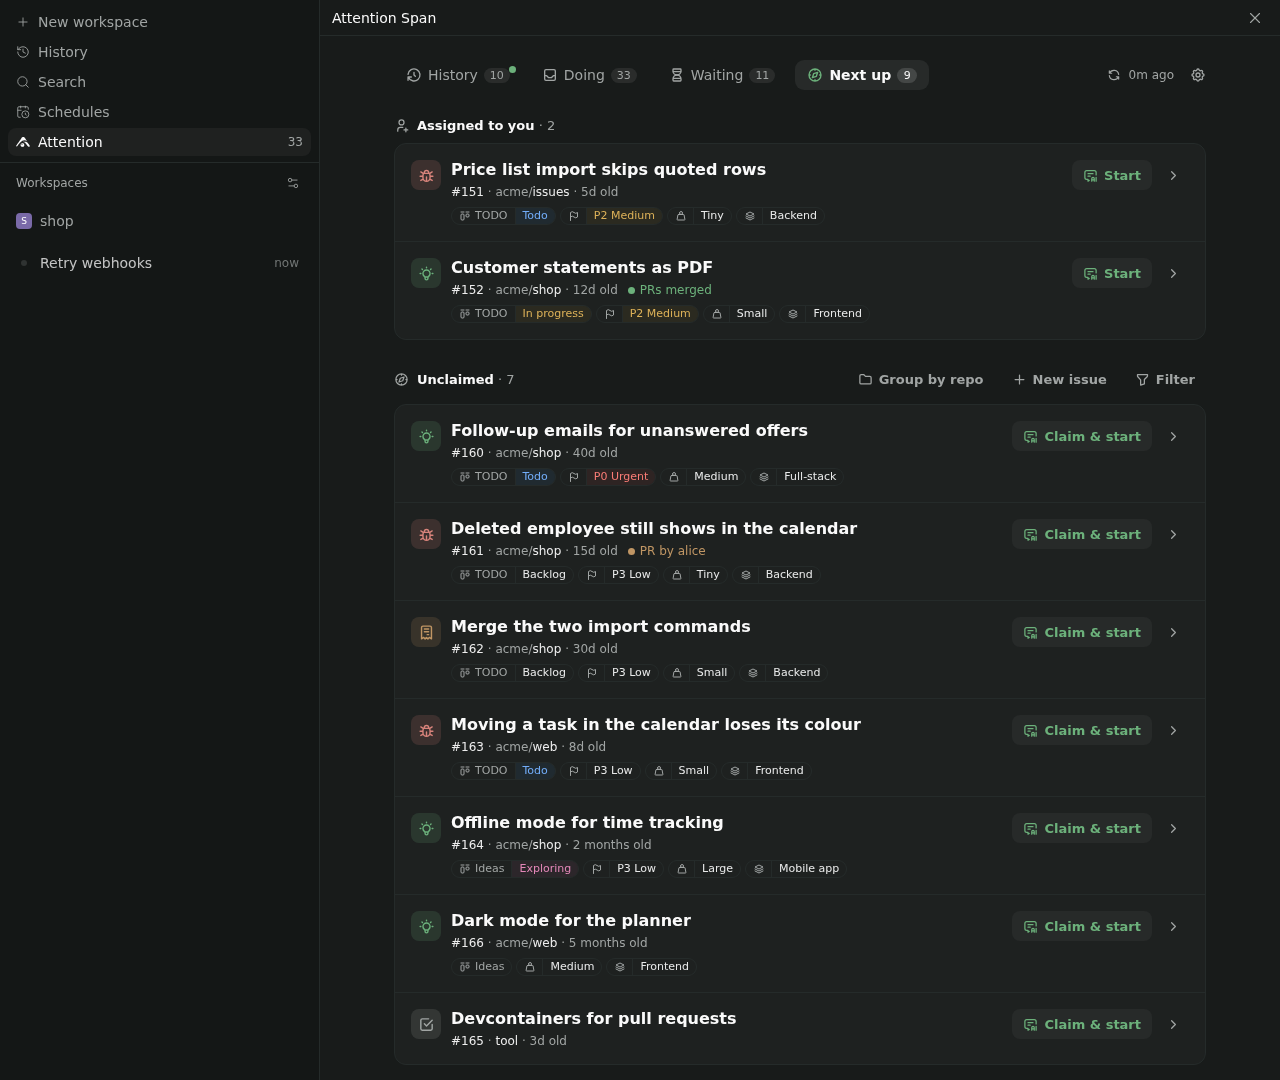 New workspace
History
Search
Schedules
Attention 33
Workspaces
S shop
Retry webhooks now
Attention Span
History 10 Doing 33 Waiting 11 Next up 9 0m ago
Assigned to you · 2
Price list import skips quoted rows
#151 · acme/issues · 5d old
TODO Todo P2 Medium Tiny Backend
Start
Customer statements as PDF
#152 · acme/shop · 12d old PRs merged
TODO In progress P2 Medium Small Frontend
Start
Unclaimed · 7 Group by repo New issue Filter
Follow-up emails for unanswered offers
#160 · acme/shop · 40d old
TODO Todo P0 Urgent Medium Full-stack
Claim & start
Deleted employee still shows in the calendar
#161 · acme/shop · 15d old PR by alice
TODO Backlog P3 Low Tiny Backend
Claim & start
Merge the two import commands
#162 · acme/shop · 30d old
TODO Backlog P3 Low Small Backend
Claim & start
Moving a task in the calendar loses its colour
#163 · acme/web · 8d old
TODO Todo P3 Low Small Frontend
Claim & start
Offline mode for time tracking
#164 · acme/shop · 2 months old
Ideas Exploring P3 Low Large Mobile app
Claim & start
Dark mode for the planner
#166 · acme/web · 5 months old
Ideas Medium Frontend
Claim & start
Devcontainers for pull requests
#165 · tool · 3d old
Claim & start